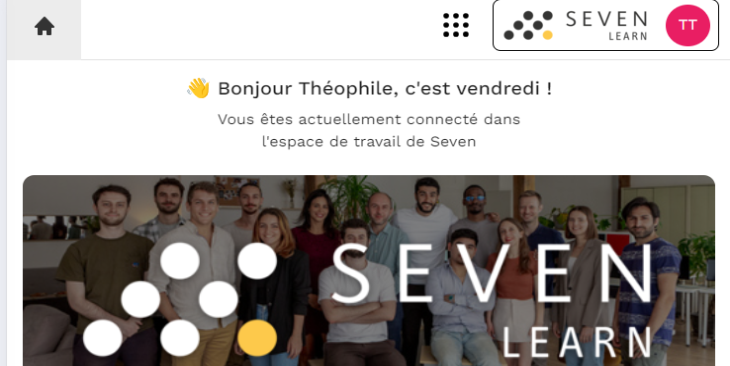 SEVEN
LEARN
TT
👋 Bonjour Théophile, c'est vendredi !
Vous êtes actuellement connecté dans
l'espace de travail de Seven
SEVEN
LEARN